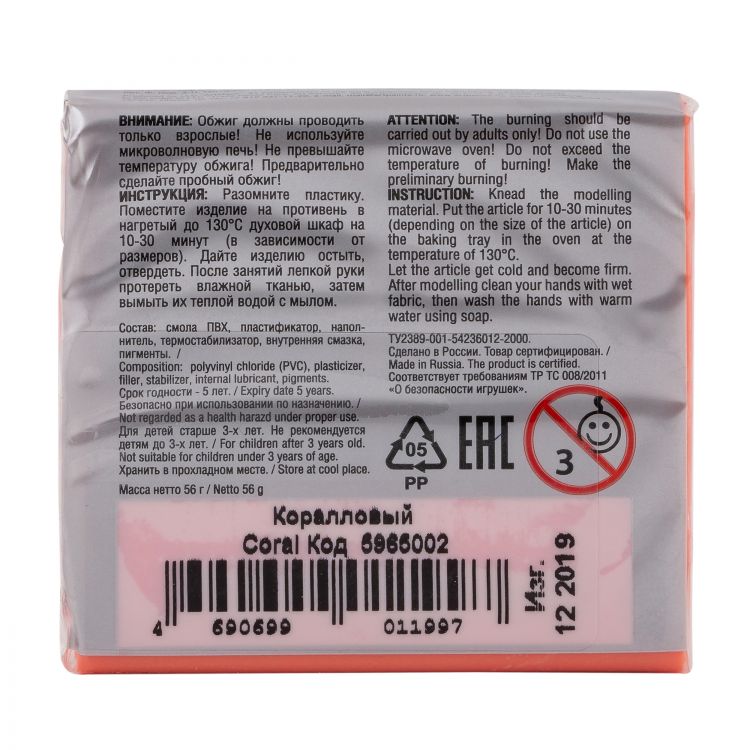 ВНИМАНИЕ: Обжиг должны проводить
только взрослые! Не используйте
микроволновую печь! Не превышайте
температуру обжига! Предварительно
сделайте пробный обжиг!
ИНСТРУКЦИЯ: Разомните пластику.
Поместите изделие на противень в
нагретый до 130°С духовой шкаф на
10-30 минут (в зависимости от
размеров). Дайте изделию остыть,
отвердеть. После занятий лепкой руки
протереть влажной тканью, затем
вымыть их теплой водой с мылом.
Состав: смола ПВХ, пластификатор, напол-
нитель, термостабилизатор, внутренняя смазка,
пигменты. /
Composition: polyvinyl chloride (PVC), plasticizer,
filler, stabilizer, internal lubricant, pigments.
Срок годности - 5 лет. / Expiry date 5 years.
Безопасно при использовании по назначению. /
Not regarded as a health harazd under proper use.
Для детей старше 3-х лет. Не рекомендуется
детям до 3-х лет. / For children after 3 years old.
Not suitable for children under 3 years of age.
Хранить в прохладном месте. / Store at cool place.
Масса нетто 56 г / Netto 56 g
ATTENTION: The burning should be
carried out by adults only! Do not use the
microwave oven! Do not exceed the
temperature of burning! Make the
preliminary burning!
INSTRUCTION: Knead the modelling
material. Put the article for 10-30 minutes
(depending on the size of the article) on
the baking tray in the oven at the
temperature of 130°C.
Let the article get cold and become firm.
After modelling clean your hands with wet
fabric, then wash the hands with warm
water using soap.
ТУ2389-001-54236012-2000.
Сделано в России. Товар сертифицирован. /
Made in Russia. The product is certified.
Соответствует требованиям ТР ТС 008/2011
«О безопасности игрушек».
05
PP
EAC
3
Коралловый
Coral Код 5965002
4 690699 011997
Изг.
12 2019